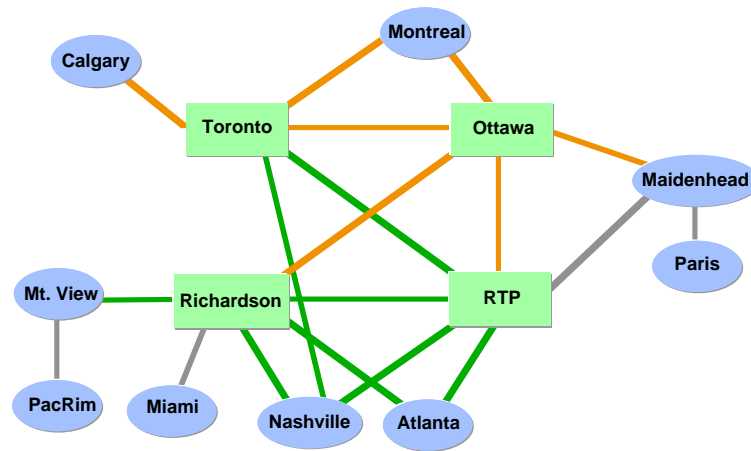 Montreal
Calgary
Toronto
Ottawa
Maidenhead
Paris
Mt. View
Richardson
RTP
PacRim
Miami
Nashville
Atlanta